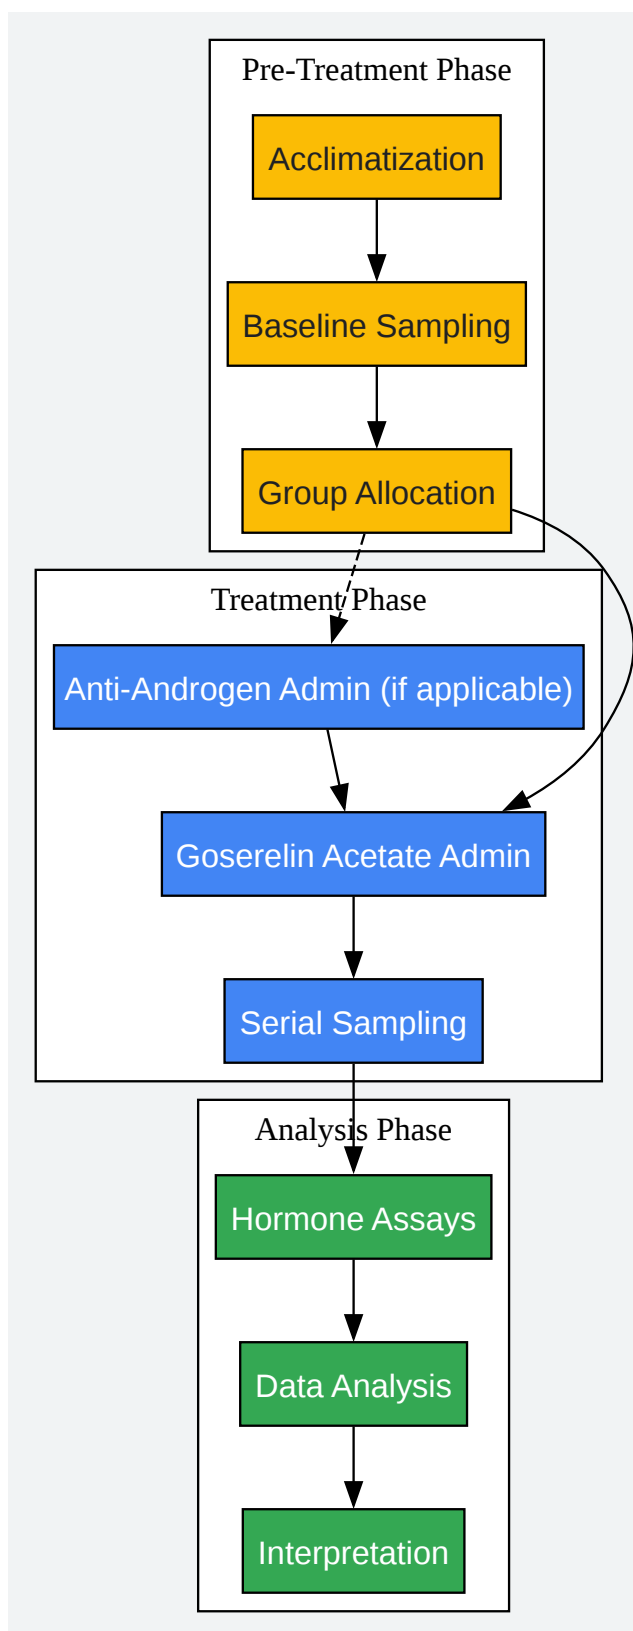 Pre-Treatment Phase
Acclimatization
Baseline Sampling
Group Allocation
Treatment Phase
Anti-Androgen Admin (if applicable)
Goserelin Acetate Admin
Serial Sampling
Analysis Phase
Hormone Assays
Data Analysis
Interpretation